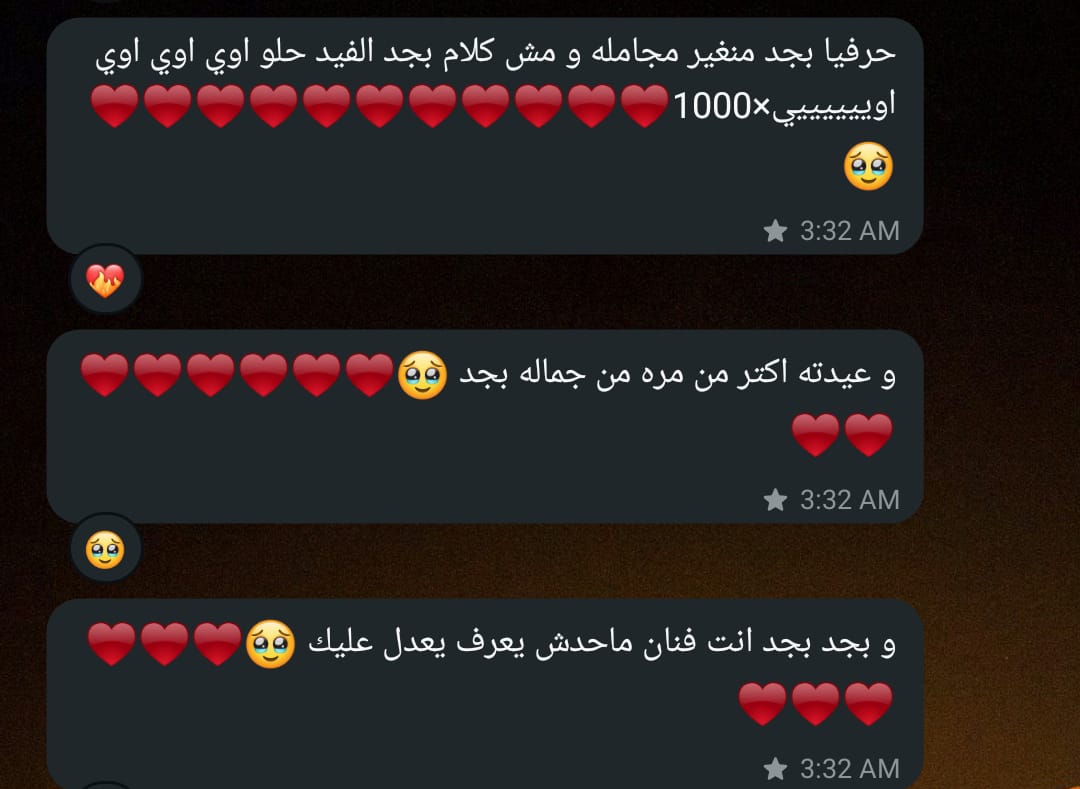 حرفيا بجد منغير مجامله و مش كلام بجد الفيد حلو اوي اوي اوي
اوييييييي×1000♥️♥️♥️♥️♥️♥️♥️♥️♥️♥️♥️
🥹
3:32 AM
و عيدته اكتر من مره من جماله بجد 🥹♥️♥️♥️♥️♥️♥️
♥️♥️
3:32 AM
و بجد بجد انت فنان ماحدش يعرف يعدل عليك 🥹♥️♥️♥️
♥️♥️♥️
3:32 AM